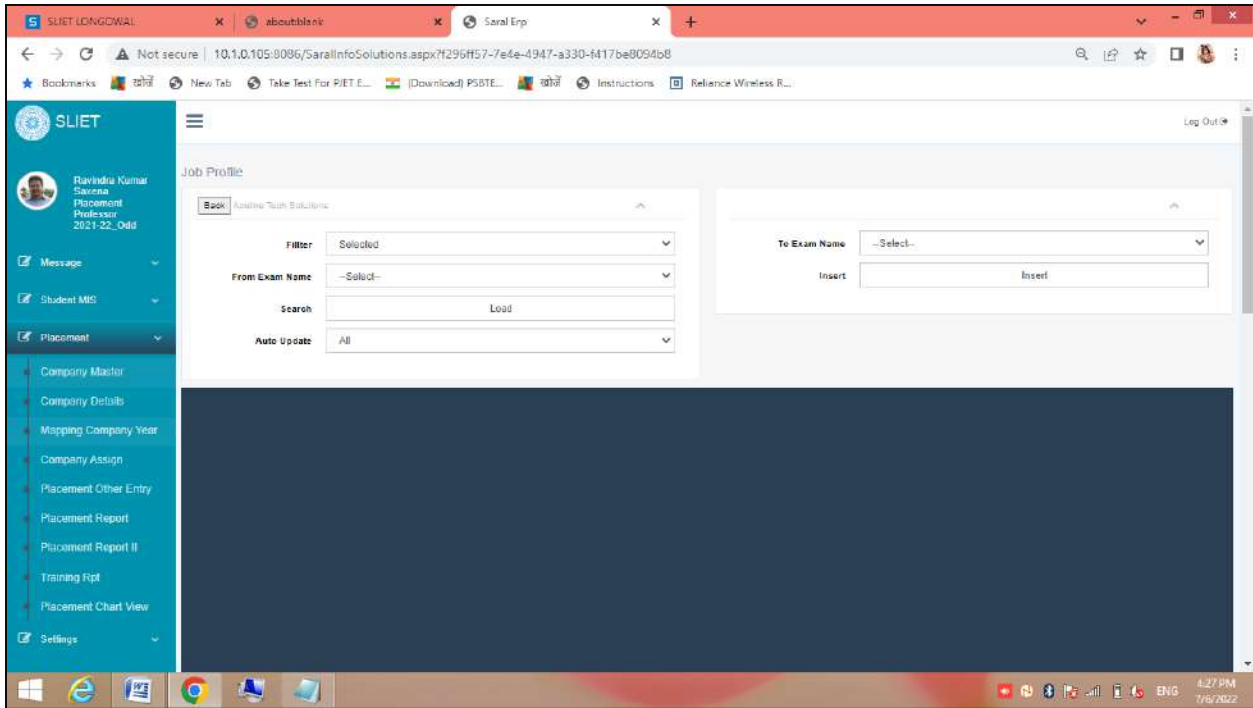 SLIET LONGOWAL
about:blank
Saral Erp
Not secure | 10.1.0.105:8086/SaralInfoSolutions.aspx?f296ff57-7e4e-4947-a330-f417be8094b8
Bookmarks
खोजें
New Tab
Take Test For P/ET E...
(Download) PSBTE...
खोजें
Instructions
Reliance Wireless R...
SLIET
Log Out
Ravindra Kumar
Saxena
Placement
Professor
2021-22_Odd
Message
Student MIS
Placement
Company Master
Company Details
Mapping Company Year
Company Assign
Placement Other Entry
Placement Report
Placement Report II
Training Rpt
Placement Chart View
Settings
Job Profile
Back
Fillter
Selected
From Exam Name
--Select--
Search
Load
Auto Update
All
To Exam Name
--Select--
Insert
Insert
ENG
4:27 PM
7/6/2022